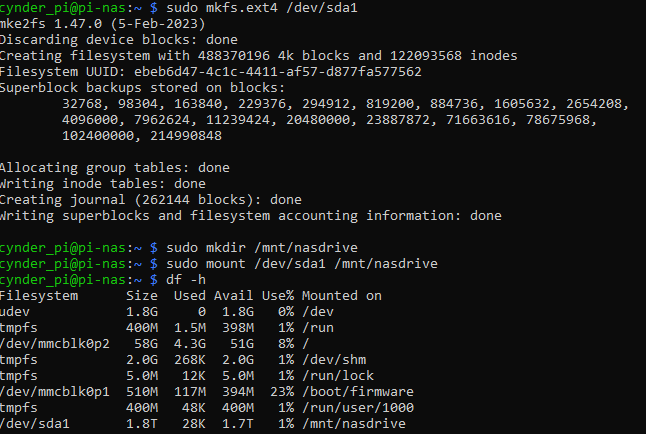 cynder_pi@pi-nas:~ $ sudo mkfs.ext4 /dev/sda1
mke2fs 1.47.0 (5-Feb-2023)
Discarding device blocks: done
Creating filesystem with 488370196 4k blocks and 122093568 inodes
Filesystem UUID: ebeb6d47-4c1c-4411-af57-d877fa577562
Superblock backups stored on blocks:
        32768, 98304, 163840, 229376, 294912, 819200, 884736, 1605632, 2654208,
        4096000, 7962624, 11239424, 20480000, 23887872, 71663616, 78675968,
        102400000, 214990848

Allocating group tables: done
Writing inode tables: done
Creating journal (262144 blocks): done
Writing superblocks and filesystem accounting information: done

cynder_pi@pi-nas:~ $ sudo mkdir /mnt/nasdrive
cynder_pi@pi-nas:~ $ sudo mount /dev/sda1 /mnt/nasdrive
cynder_pi@pi-nas:~ $ df -h
Filesystem      Size  Used Avail Use% Mounted on
udev            1.8G     0  1.8G   0% /dev
tmpfs           400M  1.5M  398M   1% /run
/dev/mmcblk0p2   58G  4.3G   51G   8% /
tmpfs           2.0G  268K  2.0G   1% /dev/shm
tmpfs           5.0M   12K  5.0M   1% /run/lock
/dev/mmcblk0p1  510M  117M  394M  23% /boot/firmware
tmpfs           400M   48K  400M   1% /run/user/1000
/dev/sda1       1.8T   28K  1.7T   1% /mnt/nasdrive